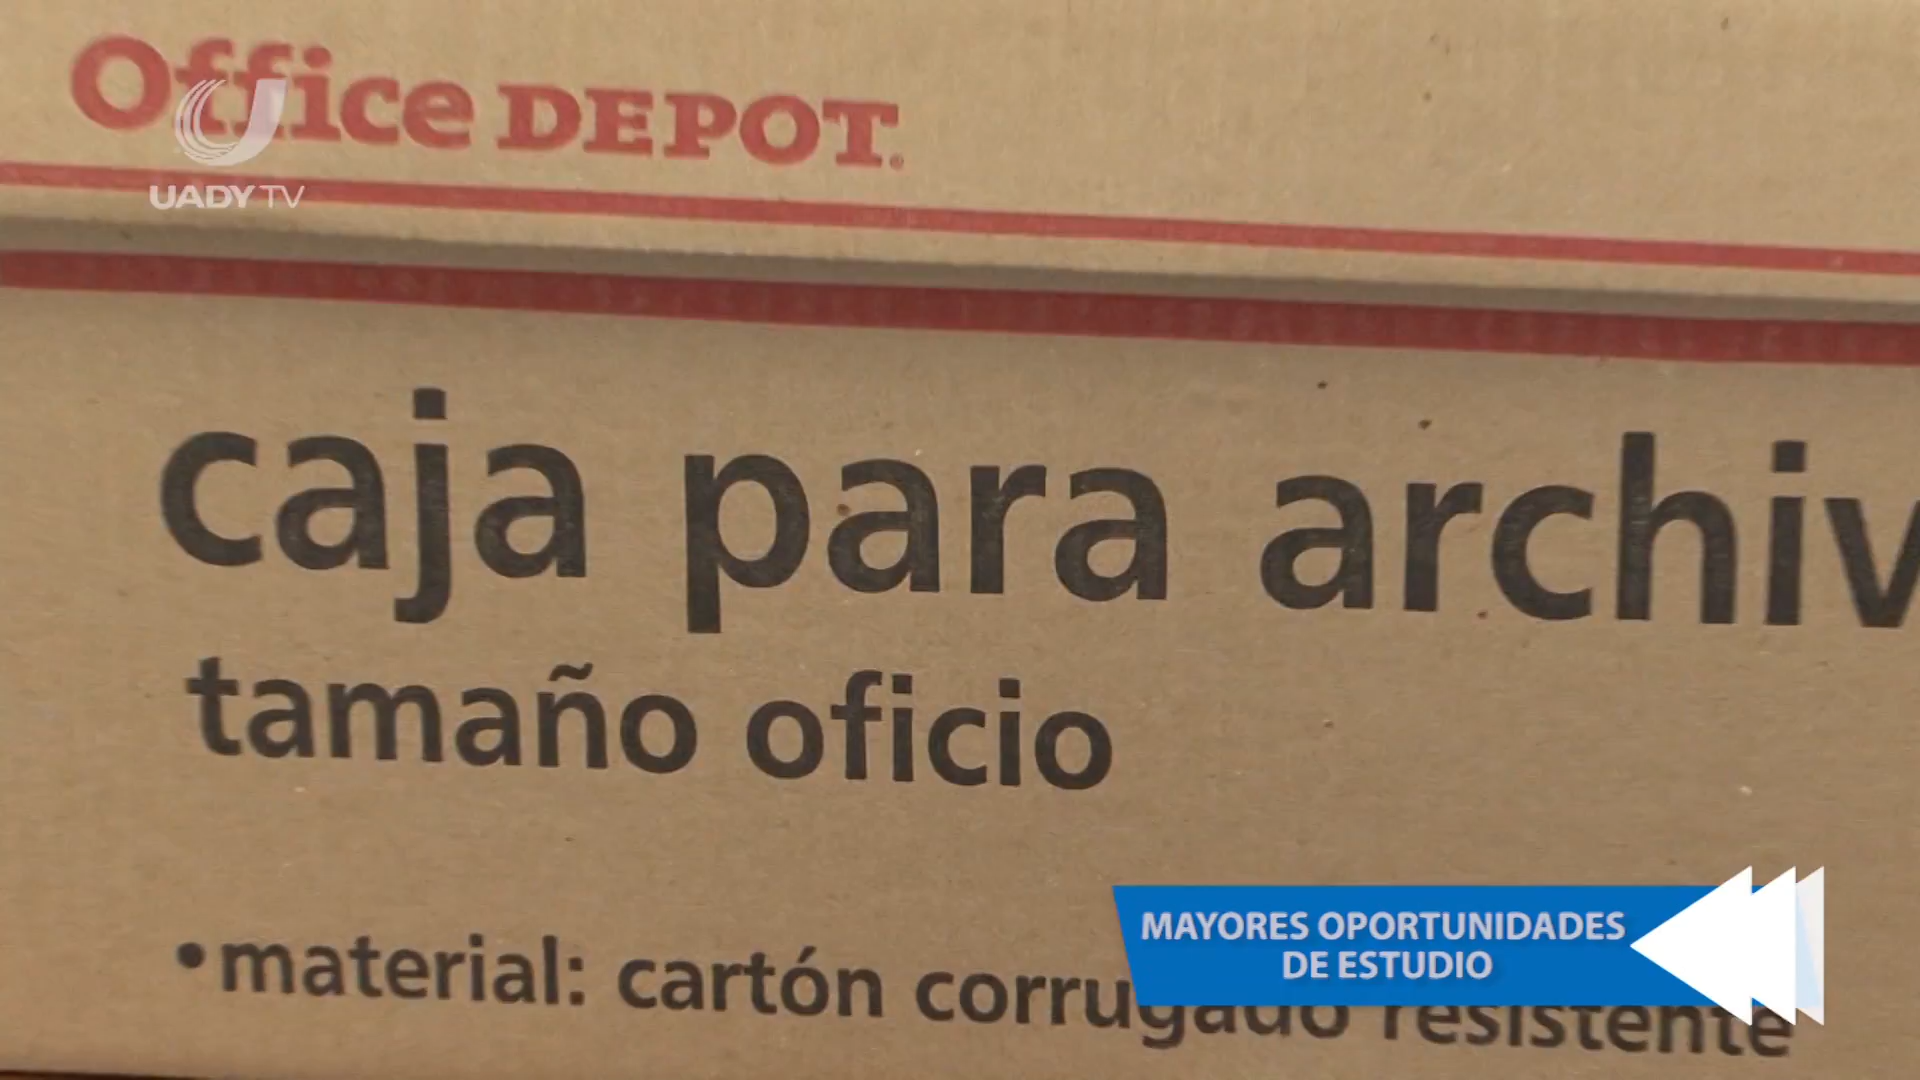 Office DEPOT
UADY TV
caja para archiv
tamaño oficio
•material: cartón corrugado resistente
MAYORES OPORTUNIDADES
DE ESTUDIO